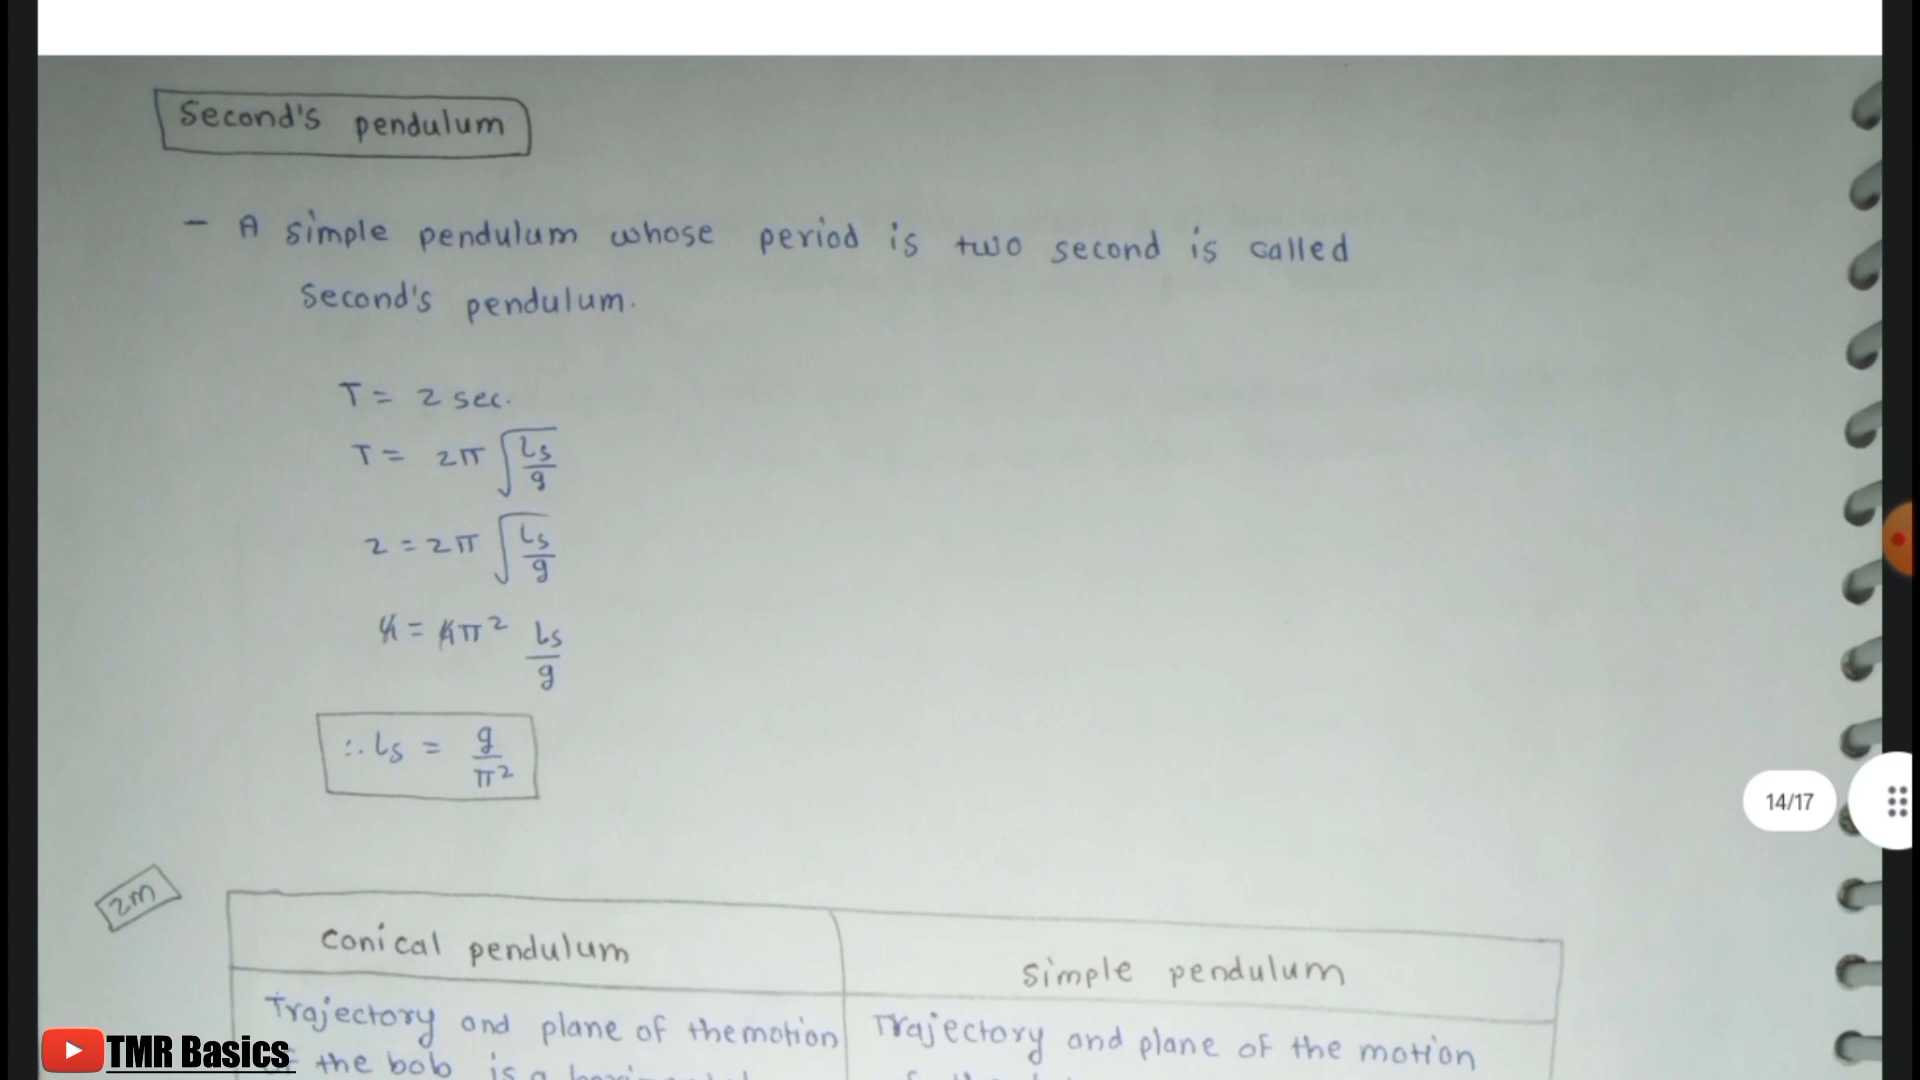 Second's pendulum
- A simple pendulum whose period is two second is called
Second's pendulum.
T = 2 sec.
T = 2π √(Ls/g)
2 = 2π √(Ls/g)
4 = 4π² Ls/g
∴ Ls = g/π²
14/17
2m
Conical pendulum
Simple pendulum
Trajectory and plane of the motion
the bob is a
Trajectory and plane of the motion
TMR Basics